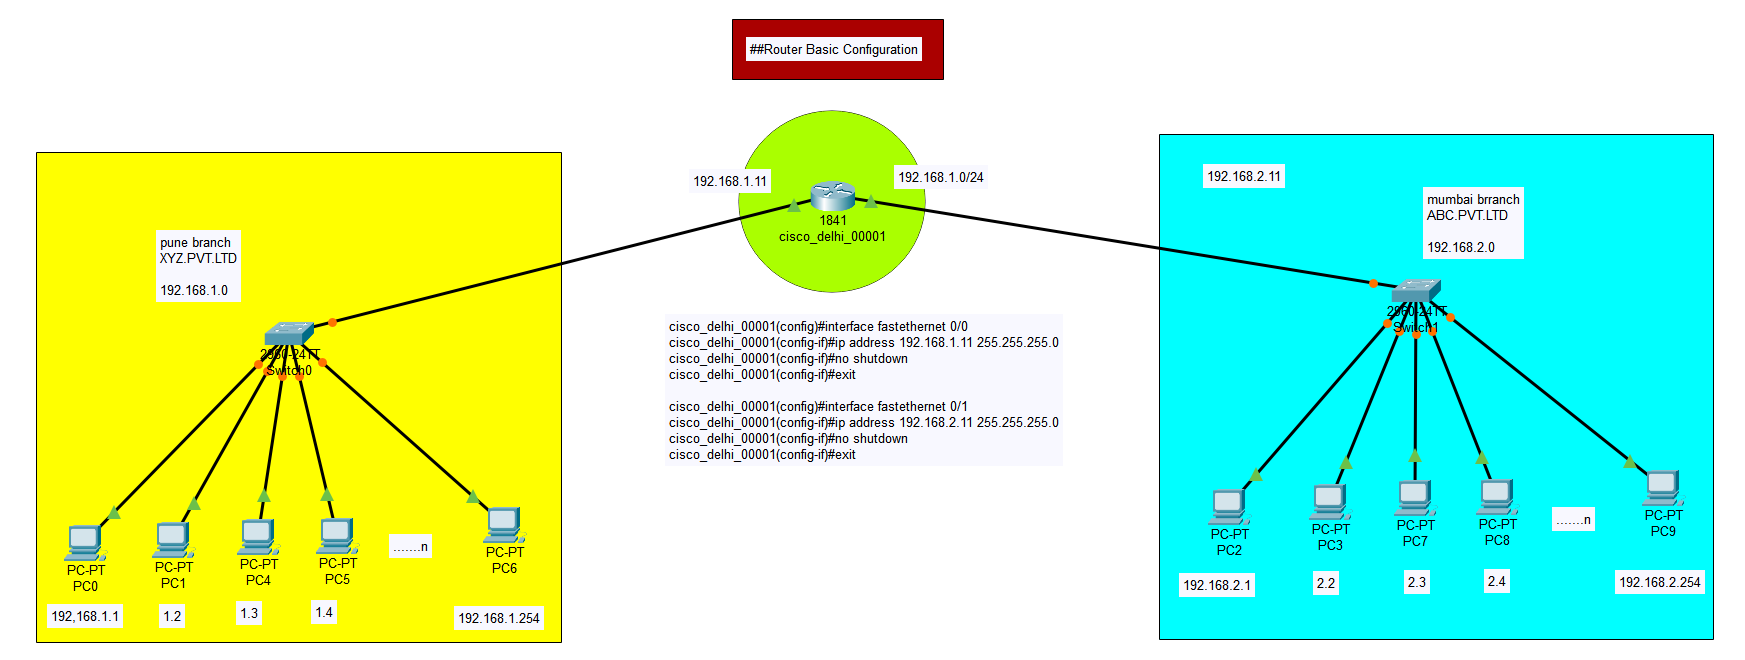 ##Router Basic Configuration
192.168.1.11
192.168.1.0/24
1841
cisco_delhi_00001
pune branch
XYZ.PVT.LTD
192.168.1.0
2960-24TT
Switch0
PC-PT
PC0
PC-PT
PC1
PC-PT
PC4
PC-PT
PC5
.......n
PC-PT
PC6
192,168.1.1
1.2
1.3
1.4
192.168.1.254
cisco_delhi_00001(config)#interface fastethernet 0/0
cisco_delhi_00001(config-if)#ip address 192.168.1.11 255.255.255.0
cisco_delhi_00001(config-if)#no shutdown
cisco_delhi_00001(config-if)#exit
cisco_delhi_00001(config)#interface fastethernet 0/1
cisco_delhi_00001(config-if)#ip address 192.168.2.11 255.255.255.0
cisco_delhi_00001(config-if)#no shutdown
cisco_delhi_00001(config-if)#exit
192.168.2.11
mumbai brranch
ABC.PVT.LTD
192.168.2.0
2960-24TT
Switch1
PC-PT
PC2
PC-PT
PC3
PC-PT
PC7
PC-PT
PC8
.......n
PC-PT
PC9
192.168.2.1
2.2
2.3
2.4
192.168.2.254